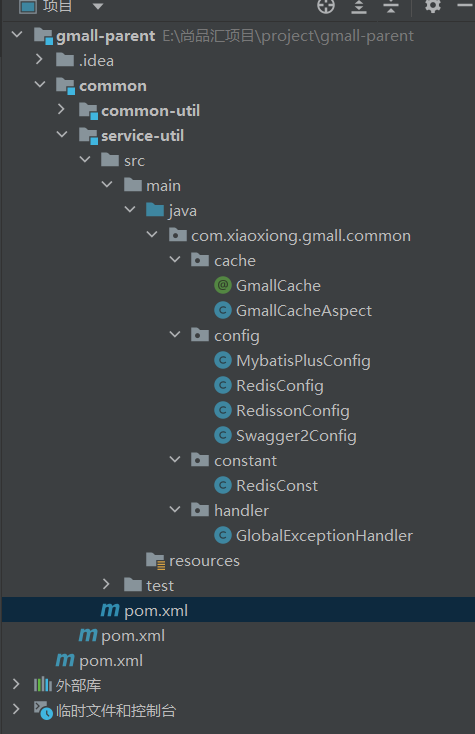 项目
gmall-parent E:\尚品汇项目\project\gmall-parent
.idea
common
common-util
service-util
src
main
java
com.xiaoxiong.gmall.common
cache
GmallCache
GmallCacheAspect
config
MybatisPlusConfig
RedisConfig
RedissonConfig
Swagger2Config
constant
RedisConst
handler
GlobalExceptionHandler
resources
test
pom.xml
pom.xml
pom.xml
外部库
临时文件和控制台